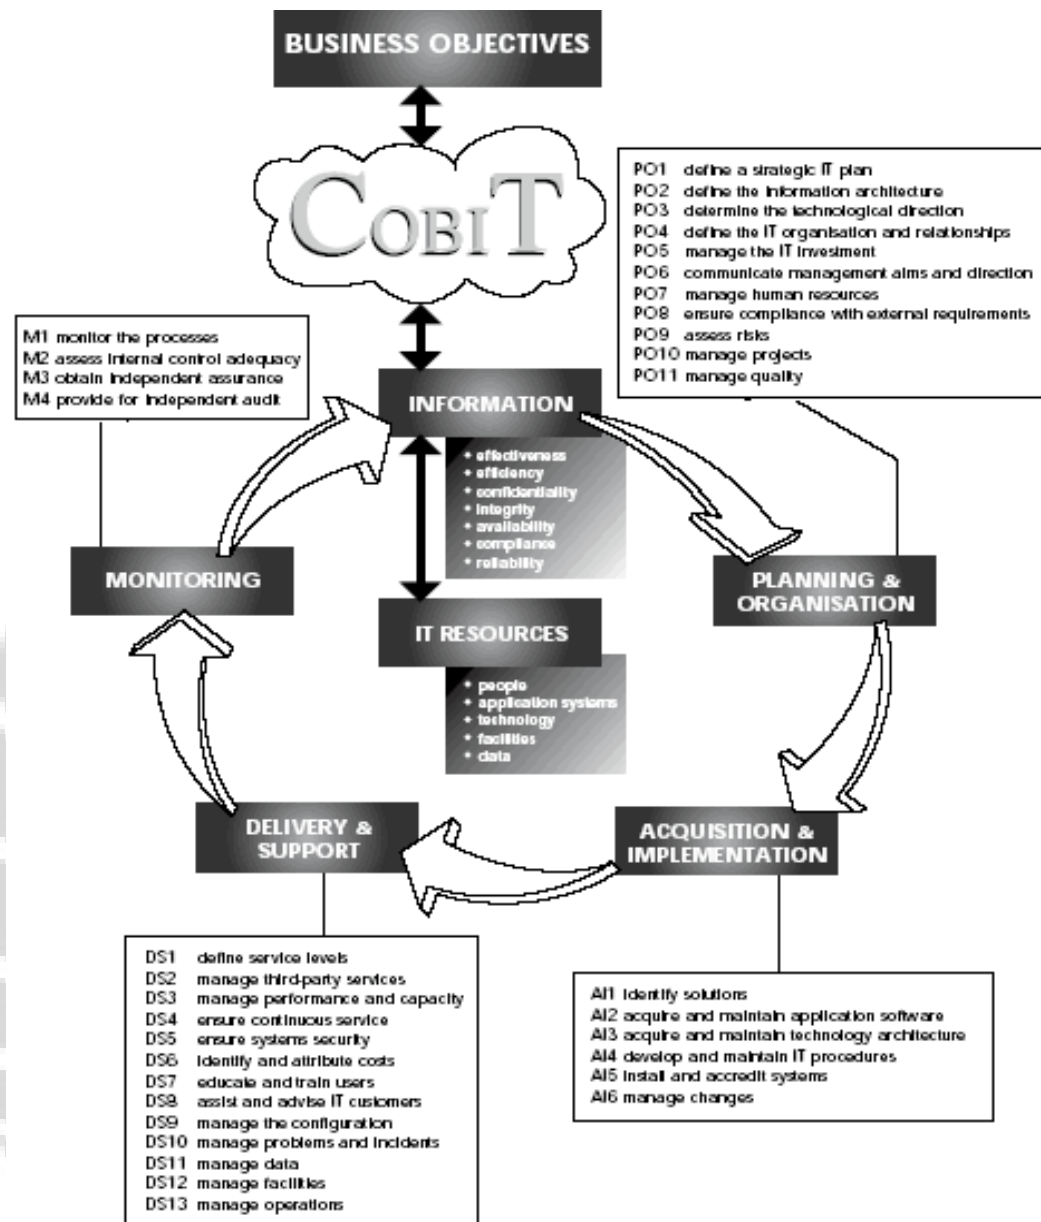 BUSINESS OBJECTIVES
COBIT
PO1 define a strategic IT plan
PO2 define the information architecture
PO3 determine the technological direction
PO4 define the IT organisation and relationships
PO5 manage the IT investment
PO6 communicate management aims and direction
PO7 manage human resources
PO8 ensure compliance with external requirements
PO9 assess risks
PO10 manage projects
PO11 manage quality
M1 monitor the processes
M2 assess internal control adequacy
M3 obtain independent assurance
M4 provide for independent audit
INFORMATION
• effectiveness
• efficiency
• confidentiality
• integrity
• availability
• compliance
• reliability
MONITORING
PLANNING &
ORGANISATION
IT RESOURCES
• people
• application systems
• technology
• facilities
• data
DELIVERY &
SUPPORT
ACQUISITION &
IMPLEMENTATION
DS1 define service levels
DS2 manage third-party services
DS3 manage performance and capacity
DS4 ensure continuous service
DS5 ensure systems security
DS6 identify and attribute costs
DS7 educate and train users
DS8 assist and advise IT customers
DS9 manage the configuration
DS10 manage problems and incidents
DS11 manage data
DS12 manage facilities
DS13 manage operations
AI1 identify solutions
AI2 acquire and maintain application software
AI3 acquire and maintain technology architecture
AI4 develop and maintain IT procedures
AI5 install and accredit systems
AI6 manage changes